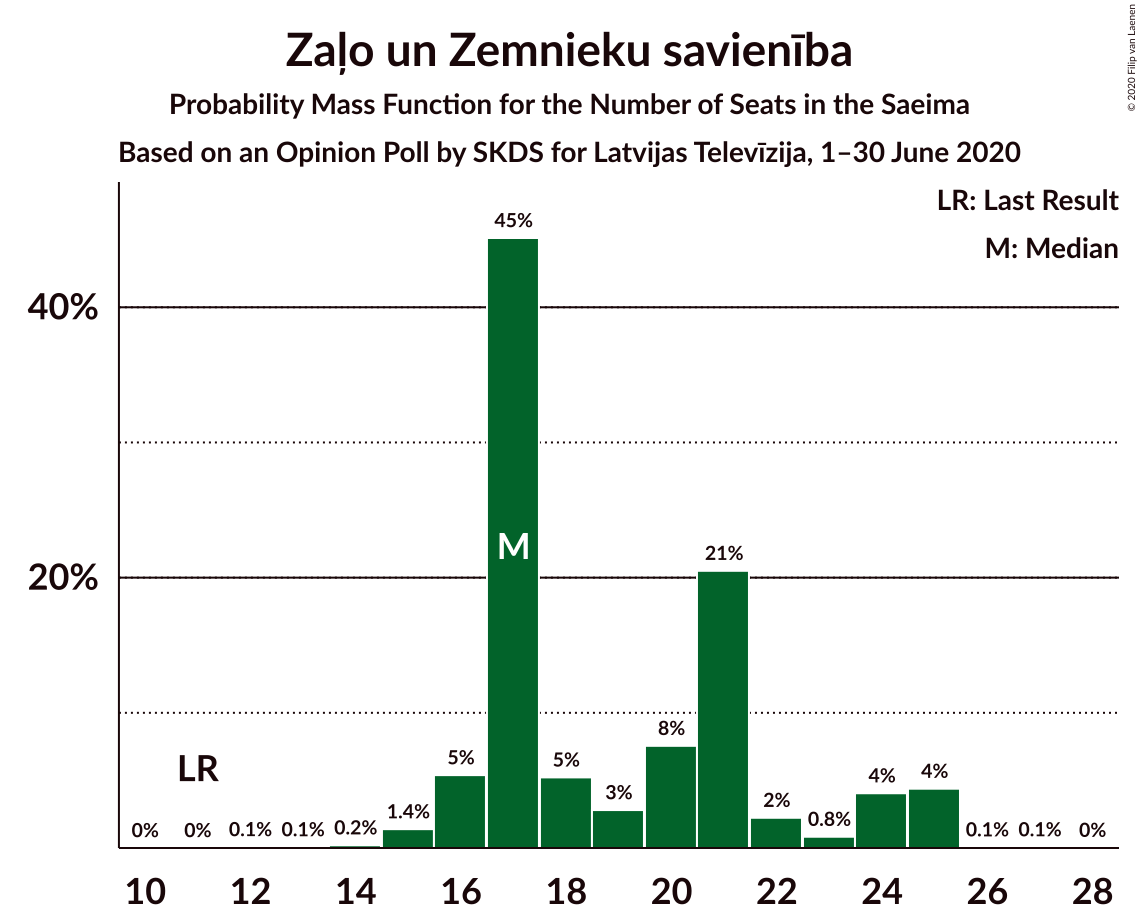 Zaļo un Zemnieku savienība
Probability Mass Function for the Number of Seats in the Saeima
Based on an Opinion Poll by SKDS for Latvijas Televīzija, 1–30 June 2020
© 2020 Filip van Laenen
LR: Last Result
M: Median
40%
20%
45%
M
21%
LR
0%
0%
0.1%
0.1%
0.2%
1.4%
5%
5%
3%
8%
2%
0.8%
4%
4%
0.1%
0.1%
0%
10 12 14 16 18 20 22 24 26 28